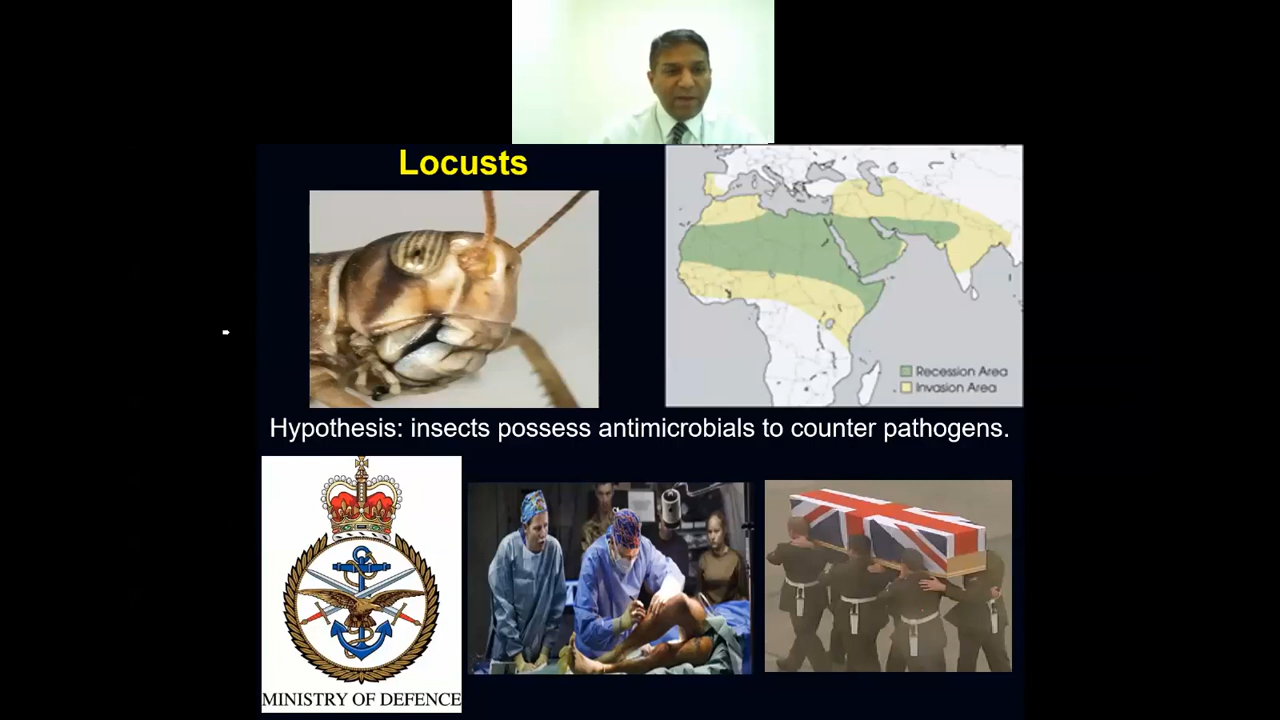 Locusts
Recession Area
Invasion Area
Hypothesis: insects possess antimicrobials to counter pathogens.
MINISTRY OF DEFENCE